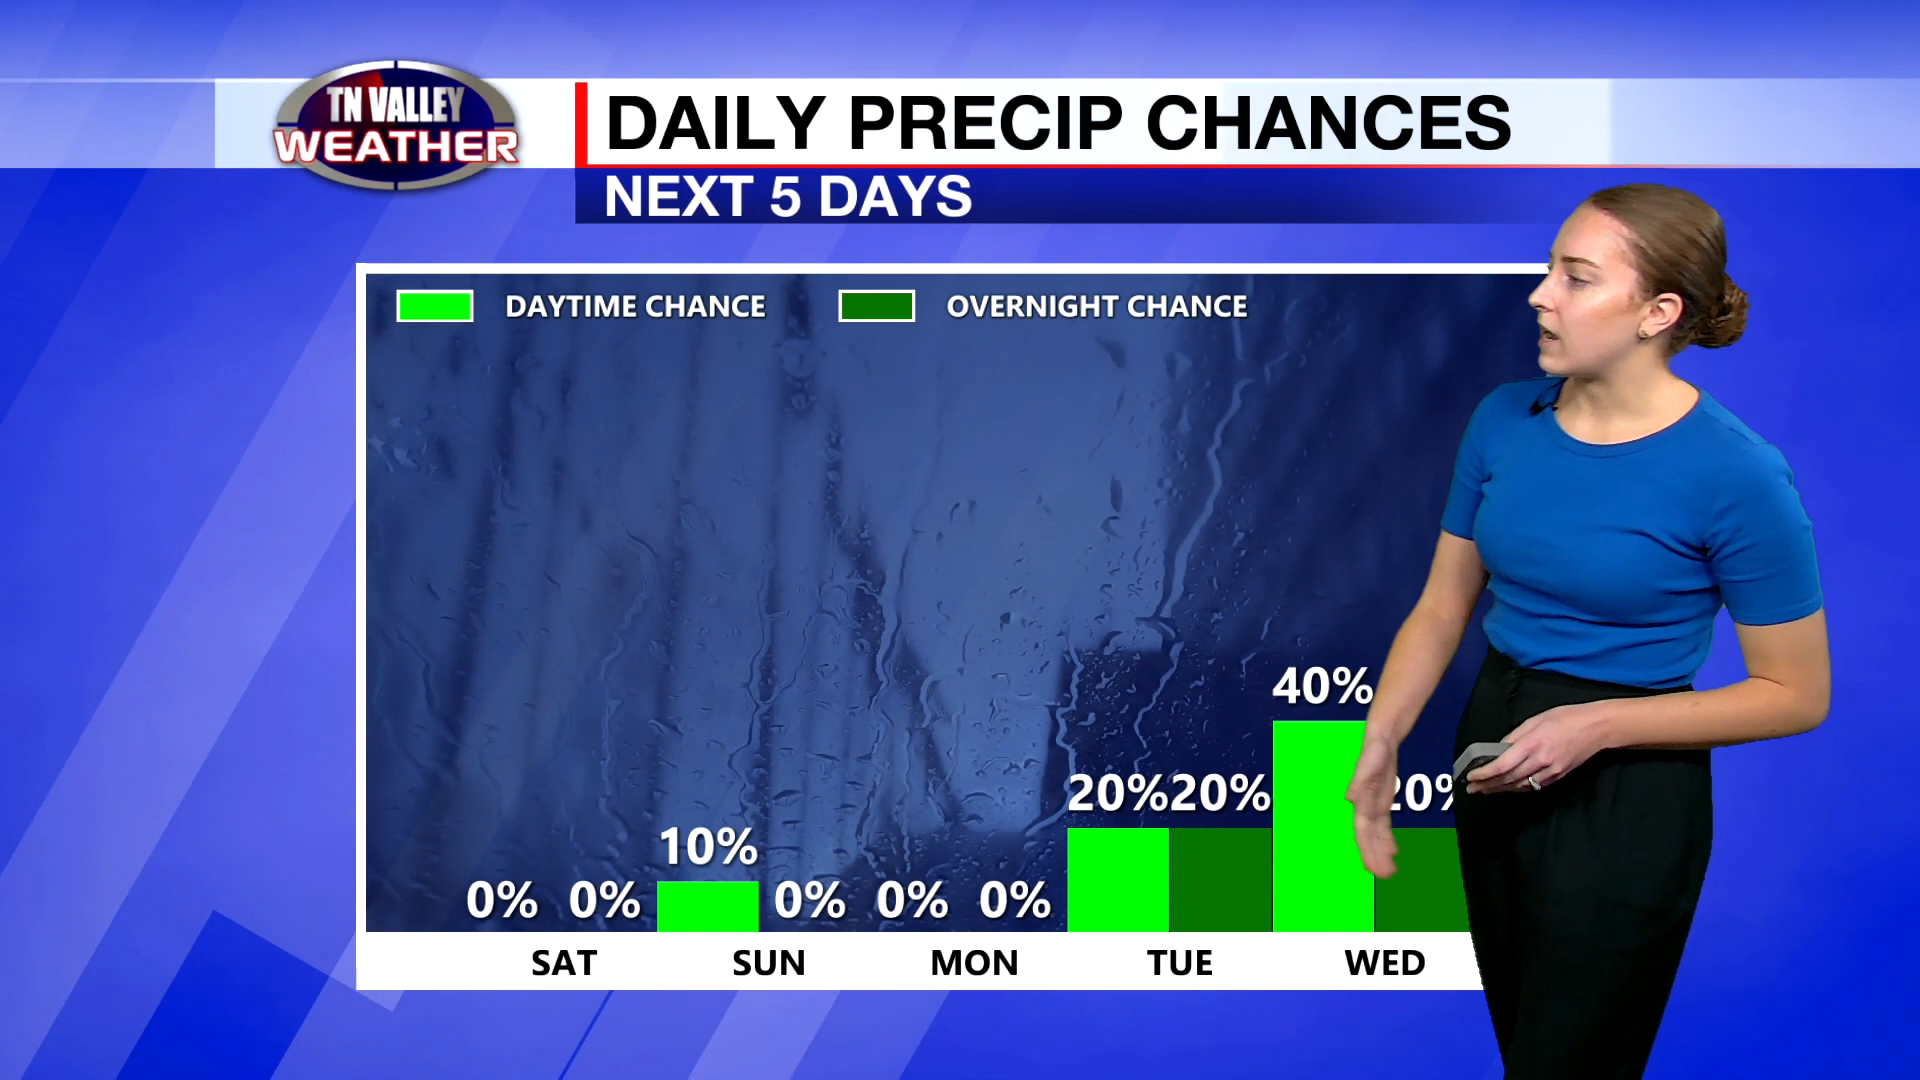 TN VALLEY
WEATHER
DAILY PRECIP CHANCES
NEXT 5 DAYS
DAYTIME CHANCE
OVERNIGHT CHANCE
40%
20%
20%
20%
10%
0%
0%
0%
0%
0%
SAT
SUN
MON
TUE
WED